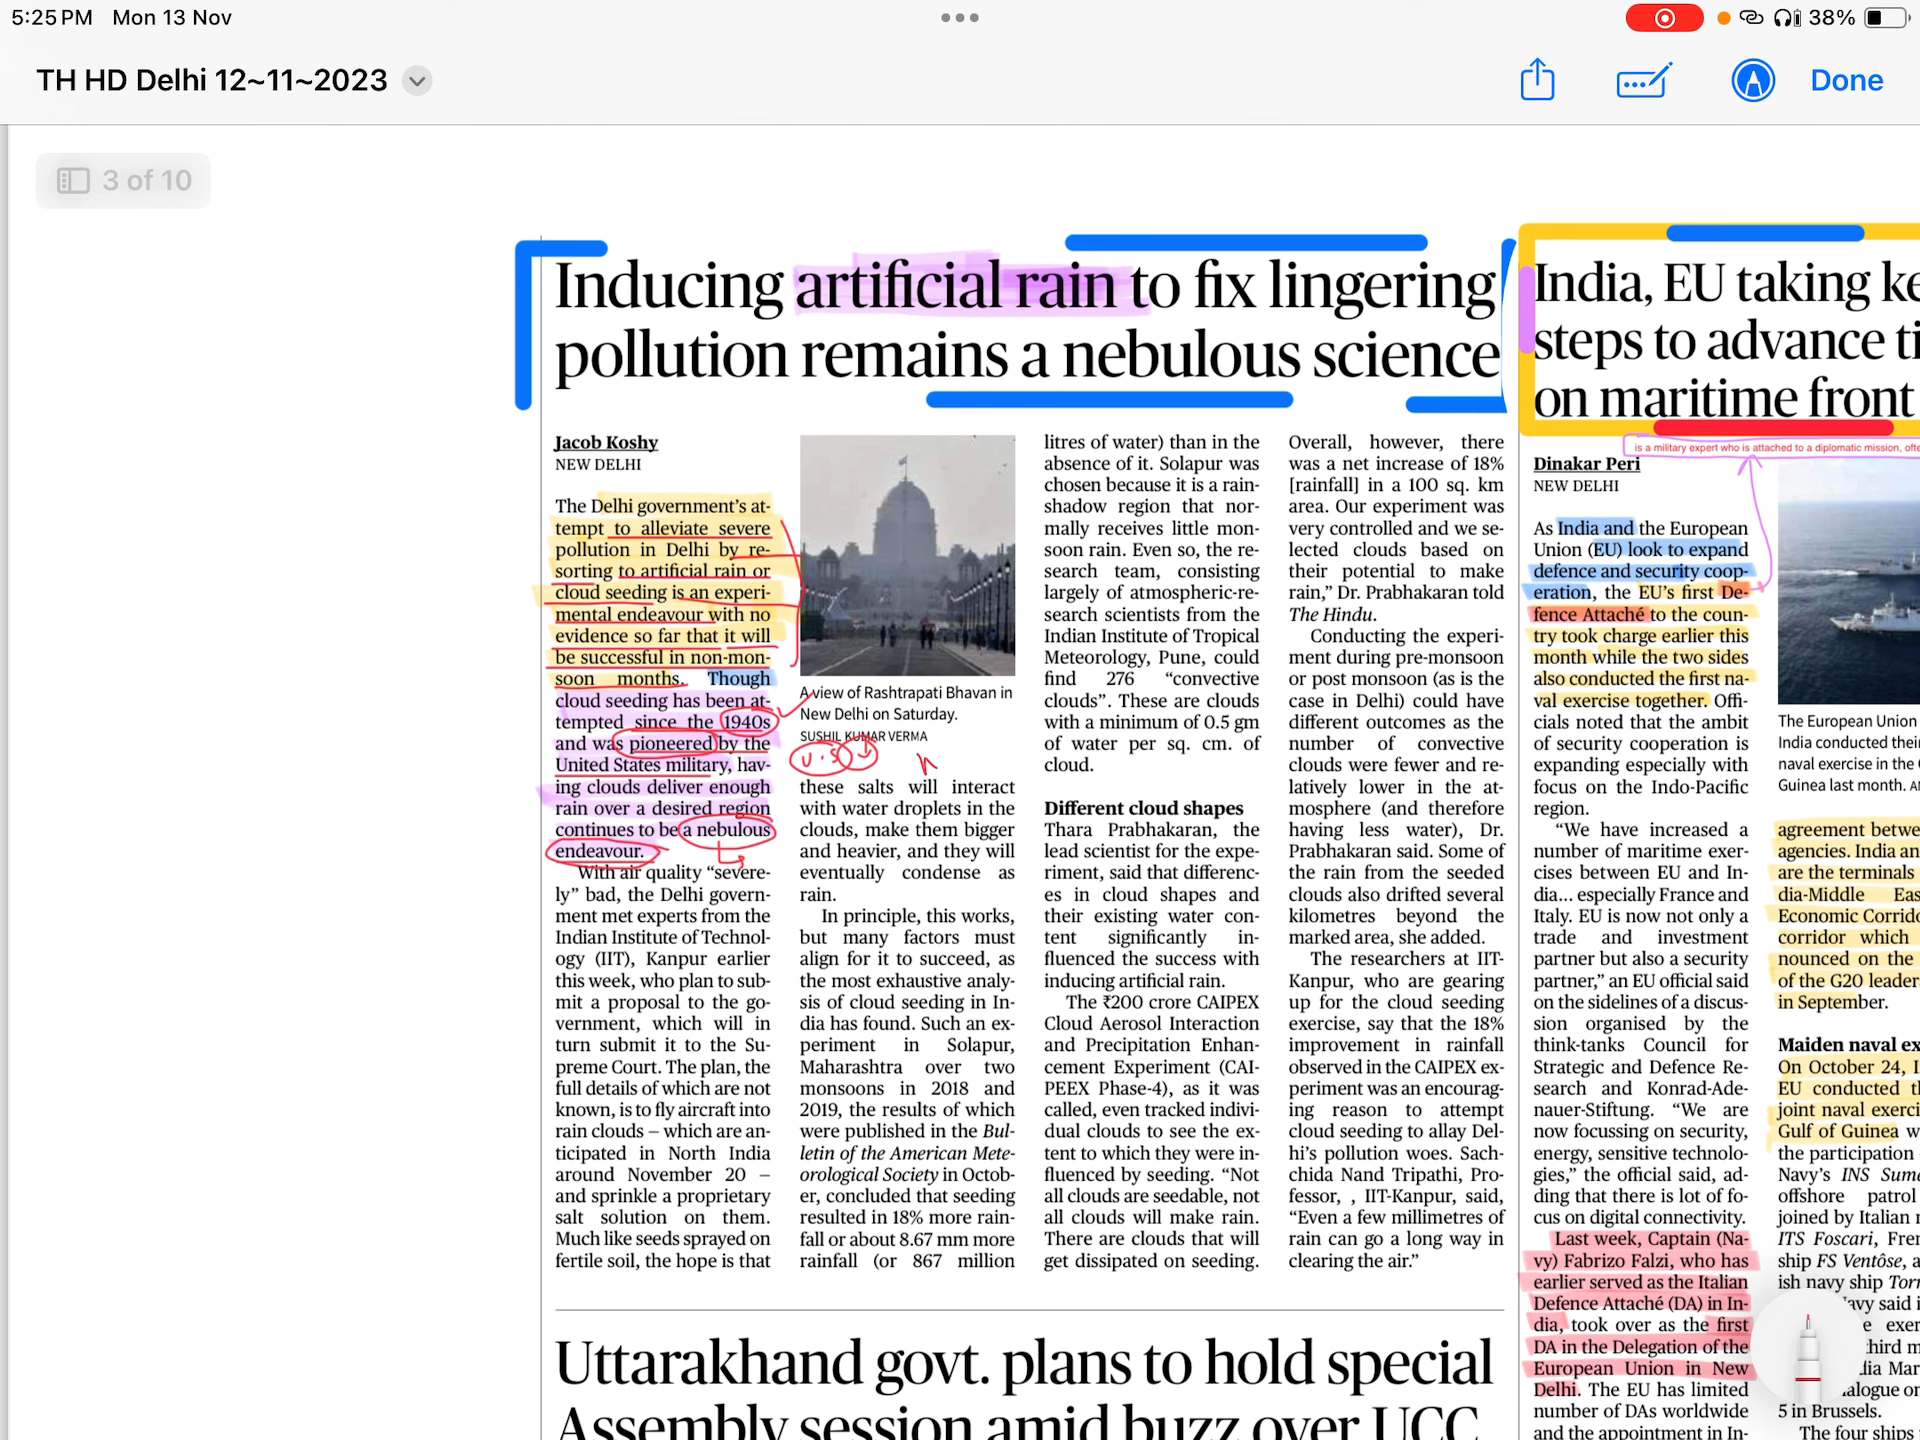 5:25 PM Mon 13 Nov
38%
TH HD Delhi 12~11~2023
Done
3 of 10
Inducing artificial rain to fix lingering
pollution remains a nebulous science
Jacob Koshy
NEW DELHI
The Delhi government's at-
tempt to alleviate severe
pollution in Delhi by re-
sorting to artificial rain or
cloud seeding is an experi-
mental endeavour with no
evidence so far that it will
be successful in non-mon-
soon months. Though
cloud seeding has been at-
tempted since the 1940s
and was pioneered by the
United States military, hav-
ing clouds deliver enough
rain over a desired region
continues to be a nebulous
endeavour.
With air quality “severe-
ly” bad, the Delhi govern-
ment met experts from the
Indian Institute of Technol-
ogy (IIT), Kanpur earlier
this week, who plan to sub-
mit a proposal to the go-
vernment, which will in
turn submit it to the Su-
preme Court. The plan, the
full details of which are not
known, is to fly aircraft into
rain clouds – which are an-
ticipated in North India
around November 20 –
and sprinkle a proprietary
salt solution on them.
Much like seeds sprayed on
fertile soil, the hope is that
A view of Rashtrapati Bhavan in
New Delhi on Saturday.
SUSHIL KUMAR VERMA
U.S
these salts will interact
with water droplets in the
clouds, make them bigger
and heavier, and they will
eventually condense as
rain.
In principle, this works,
but many factors must
align for it to succeed, as
the most exhaustive analy-
sis of cloud seeding in In-
dia has found. Such an ex-
periment in Solapur,
Maharashtra over two
monsoons in 2018 and
2019, the results of which
were published in the Bul-
letin of the American Mete-
orological Society in Octob-
er, concluded that seeding
resulted in 18% more rain-
fall or about 8.67 mm more
rainfall (or 867 million
litres of water) than in the
absence of it. Solapur was
chosen because it is a rain-
shadow region that nor-
mally receives little mon-
soon rain. Even so, the re-
search team, consisting
largely of atmospheric-re-
search scientists from the
Indian Institute of Tropical
Meteorology, Pune, could
find 276 “convective
clouds”. These are clouds
with a minimum of 0.5 gm
of water per sq. cm. of
cloud.
Different cloud shapes
Thara Prabhakaran, the
lead scientist for the expe-
riment, said that differenc-
es in cloud shapes and
their existing water con-
tent significantly in-
fluenced the success with
inducing artificial rain.
The ₹200 crore CAIPEX
Cloud Aerosol Interaction
and Precipitation Enhan-
cement Experiment (CAI-
PEEX Phase-4), as it was
called, even tracked indivi-
dual clouds to see the ex-
tent to which they were in-
fluenced by seeding. “Not
all clouds are seedable, not
all clouds will make rain.
There are clouds that will
get dissipated on seeding.
Overall, however, there
was a net increase of 18%
[rainfall] in a 100 sq. km
area. Our experiment was
very controlled and we se-
lected clouds based on
their potential to make
rain,” Dr. Prabhakaran told
The Hindu.
Conducting the experi-
ment during pre-monsoon
or post monsoon (as is the
case in Delhi) could have
different outcomes as the
number of convective
clouds were fewer and re-
latively lower in the at-
mosphere (and therefore
having less water), Dr.
Prabhakaran said. Some of
the rain from the seeded
clouds also drifted several
kilometres beyond the
marked area, she added.
The researchers at IIT-
Kanpur, who are gearing
up for the cloud seeding
exercise, say that the 18%
improvement in rainfall
observed in the CAIPEX ex-
periment was an encourag-
ing reason to attempt
cloud seeding to allay Del-
hi's pollution woes. Sach-
chida Nand Tripathi, Pro-
fessor, , IIT-Kanpur, said,
“Even a few millimetres of
rain can go a long way in
clearing the air.”
Uttarakhand govt. plans to hold special
Assembly session amid buzz over UCC
India, EU taking ke
steps to advance ti
on maritime front
is a military expert who is attached to a diplomatic mission, ofte
Dinakar Peri
NEW DELHI
As India and the European
Union (EU) look to expand
defence and security coop-
eration, the EU's first De-
fence Attaché to the coun-
try took charge earlier this
month while the two sides
also conducted the first na-
val exercise together. Offi-
cials noted that the ambit
of security cooperation is
expanding especially with
focus on the Indo-Pacific
region.
“We have increased a
number of maritime exer-
cises between EU and In-
dia... especially France and
Italy. EU is now not only a
trade and investment
partner but also a security
partner,” an EU official said
on the sidelines of a discus-
sion organised by the
think-tanks Council for
Strategic and Defence Re-
search and Konrad-Ade-
nauer-Stiftung. “We are
now focussing on security,
energy, sensitive technolo-
gies,” the official said, ad-
ding that there is lot of fo-
cus on digital connectivity.
Last week, Captain (Na-
vy) Fabrizo Falzi, who has
earlier served as the Italian
Defence Attaché (DA) in In-
dia, took over as the first
DA in the Delegation of the
European Union in New
Delhi. The EU has limited
number of DAs worldwide
and the appointment in In-
The European Union
India conducted their
naval exercise in the
Guinea last month.
agreement betwe
agencies. India an
are the terminals
dia-Middle Eas
Economic Corrido
corridor which
nounced on the
of the G20 leader
in September.
Maiden naval ex
On October 24, I
EU conducted th
joint naval exerci
Gulf of Guinea w
the participation
Navy's INS Sume
offshore patrol
joined by Italian n
ITS Foscari, Fren
ship FS Ventôse, a
ish navy ship Torn
avy said i
e exer
third m
dia Mar
alogue on
5 in Brussels.
The four ships